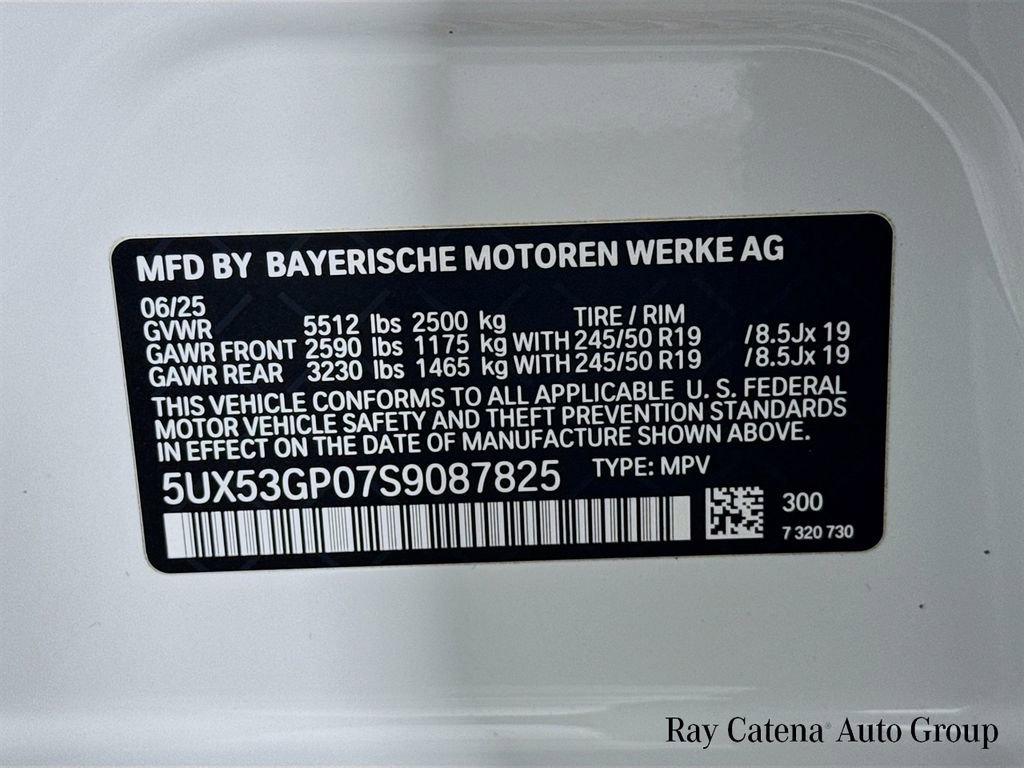 MFD BY BAYERISCHE MOTOREN WERKE AG
06/25 TIRE / RIM
GVWR 5512 lbs 2500 kg
GAWR FRONT 2590 lbs 1175 kg WITH 245/50 R19 /8.5Jx 19
GAWR REAR 3230 lbs 1465 kg WITH 245/50 R19 /8.5Jx 19
THIS VEHICLE CONFORMS TO ALL APPLICABLE U. S. FEDERAL
MOTOR VEHICLE SAFETY AND THEFT PREVENTION STANDARDS
IN EFFECT ON THE DATE OF MANUFACTURE SHOWN ABOVE.
5UX53GP07S9087825 TYPE: MPV
300
7 320 730
Ray Catena® Auto Group